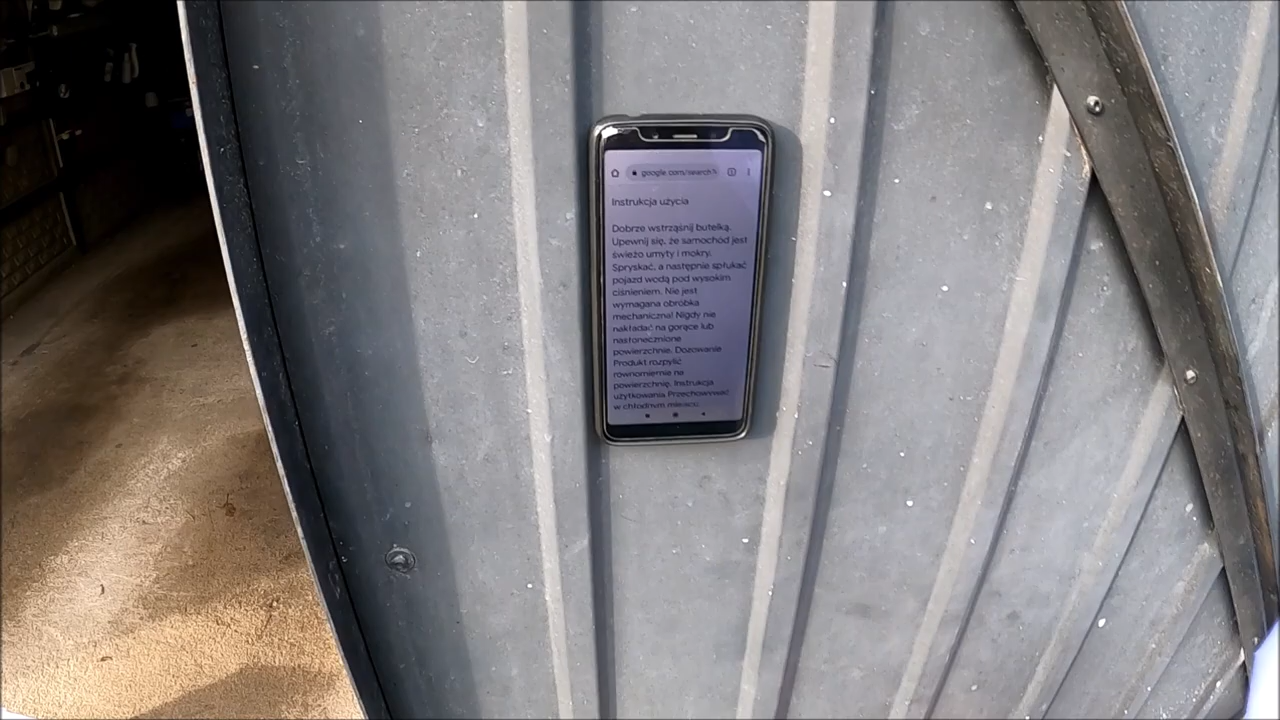 google.com/search?
Instrukcja użycia
Dobrze wstrząśnij butelką.
Upewnij się, że samochód jest
świeżo umyty i mokry.
Spryskać, a następnie spłukać
pojazd wodą pod wysokim
ciśnieniem. Nie jest
wymagana obróbka
mechaniczna! Nigdy nie
nakładać na gorące lub
nasłonecznione
powierzchnie. Dozowanie
Produkt rozpylić
równomiernie na
powierzchnię. Instrukcja
użytkowania Przechowywać
w chłodnym miejscu,